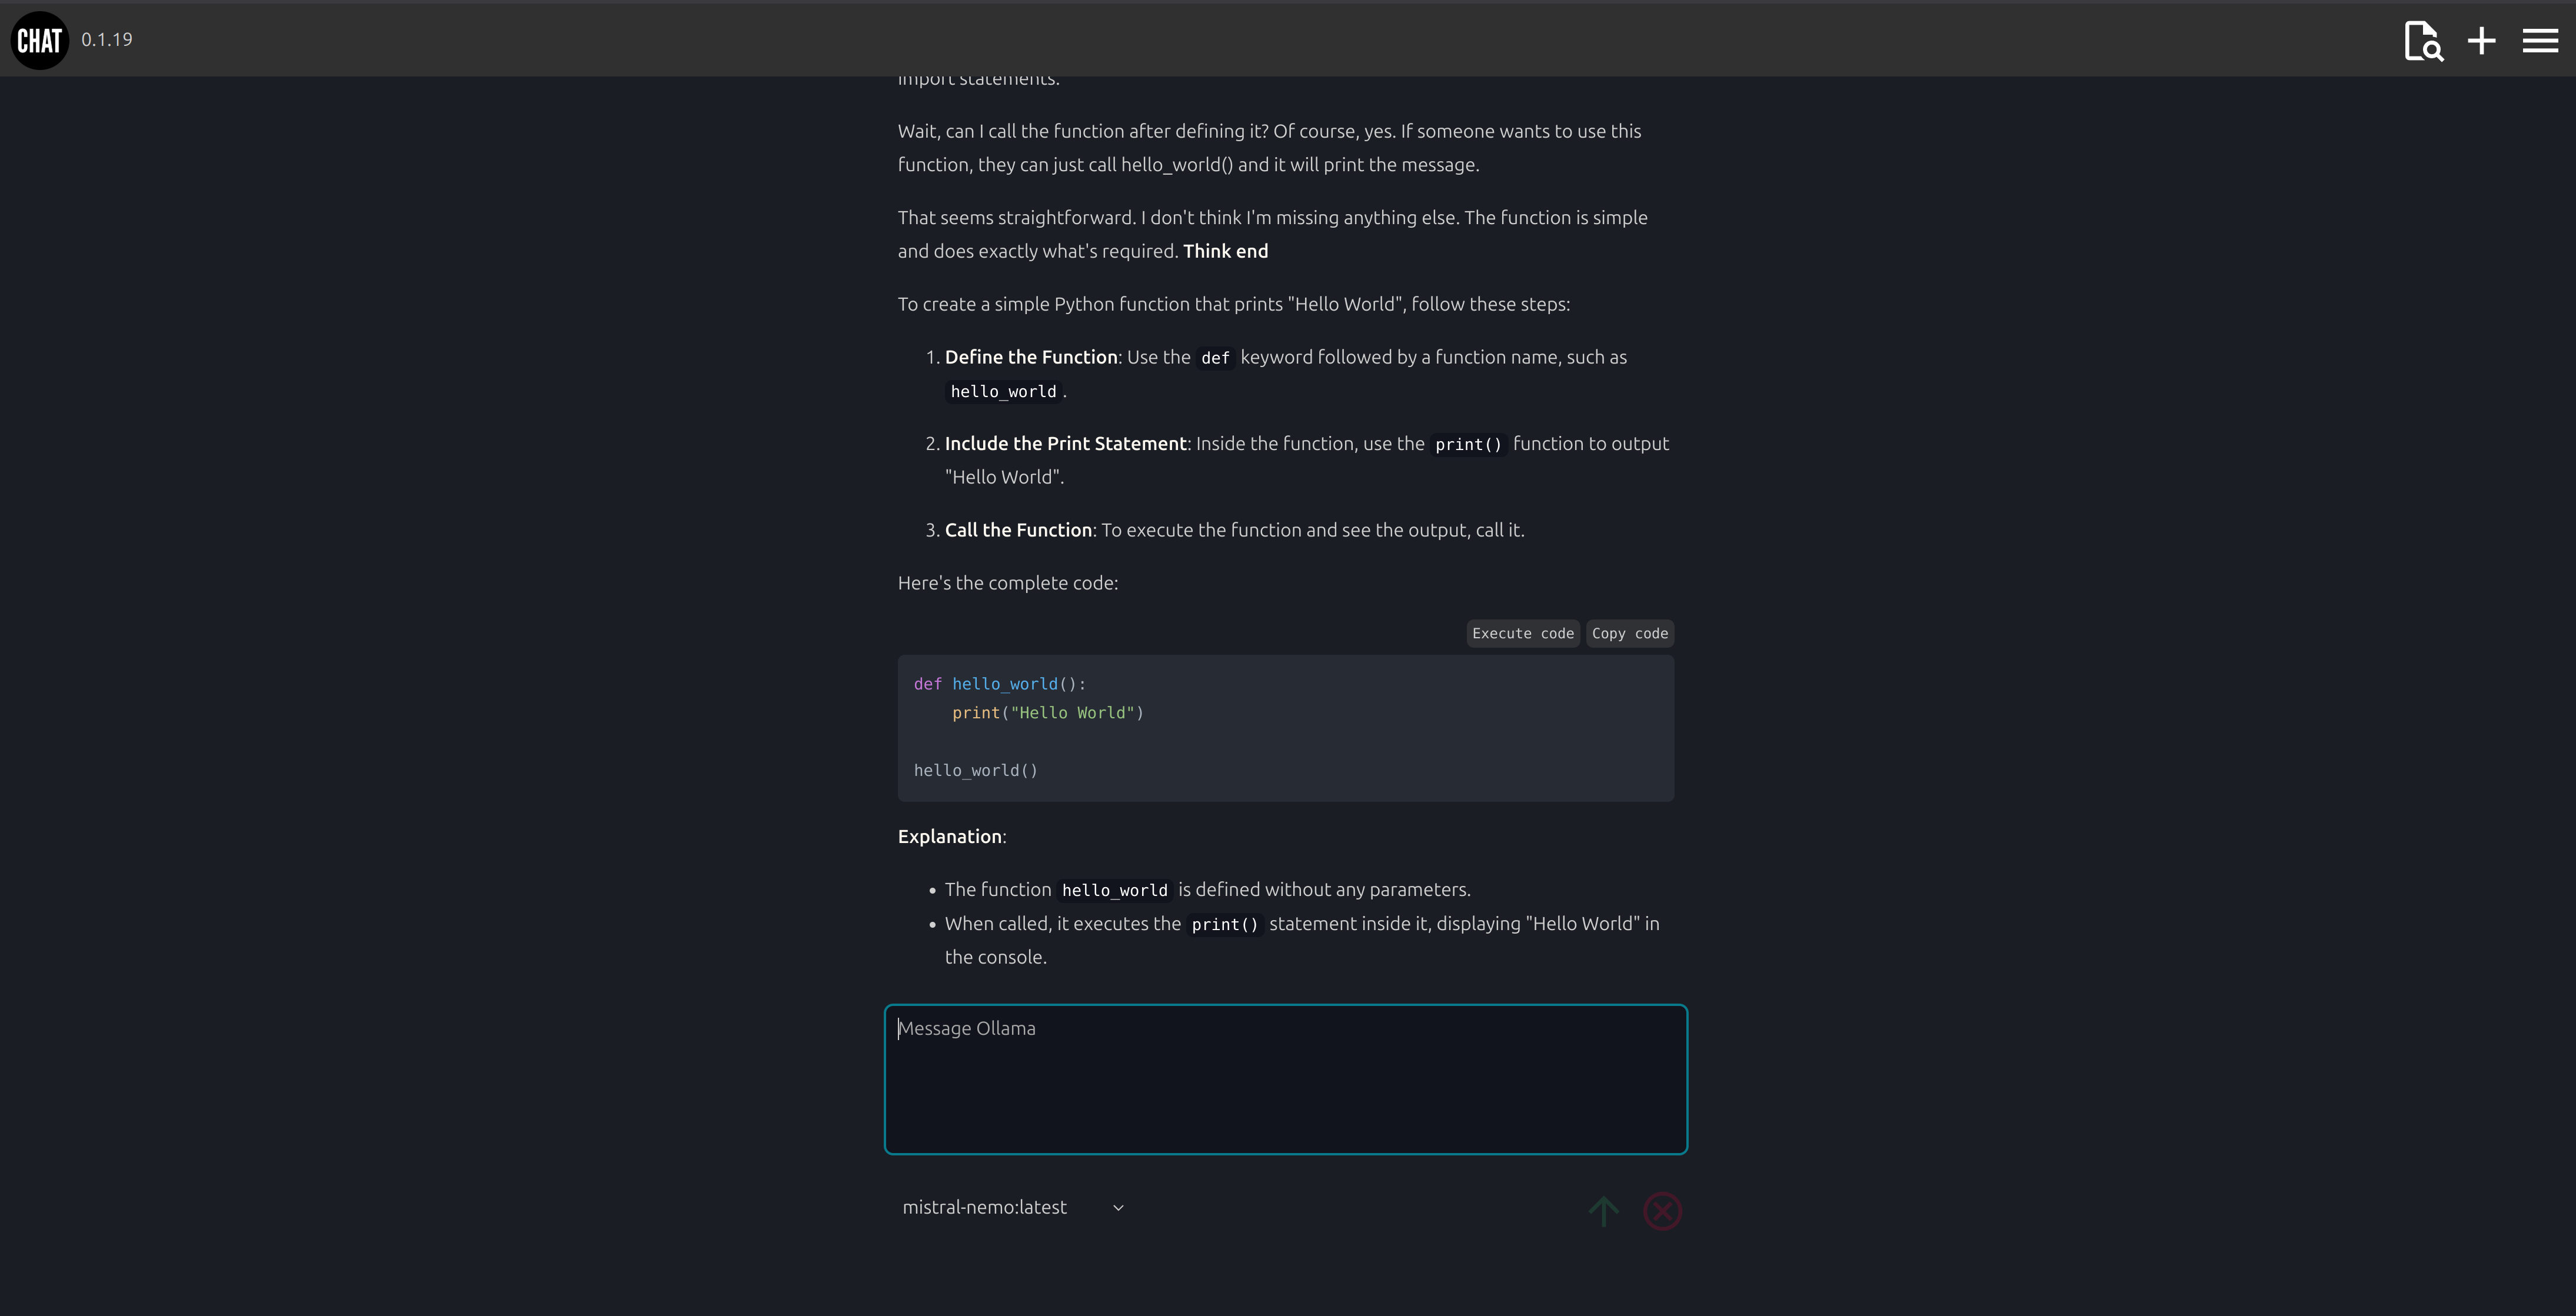 CHAT 0.1.19
import statements.
Wait, can I call the function after defining it? Of course, yes. If someone wants to use this
function, they can just call hello_world() and it will print the message.
That seems straightforward. I don't think I'm missing anything else. The function is simple
and does exactly what's required. Think end
To create a simple Python function that prints "Hello World", follow these steps:
1. Define the Function: Use the def keyword followed by a function name, such as
hello_world.
2. Include the Print Statement: Inside the function, use the print() function to output
"Hello World".
3. Call the Function: To execute the function and see the output, call it.
Here's the complete code:
Execute code Copy code
def hello_world():
    print("Hello World")
hello_world()
Explanation:
• The function hello_world is defined without any parameters.
• When called, it executes the print() statement inside it, displaying "Hello World" in
the console.
Message Ollama
mistral-nemo:latest